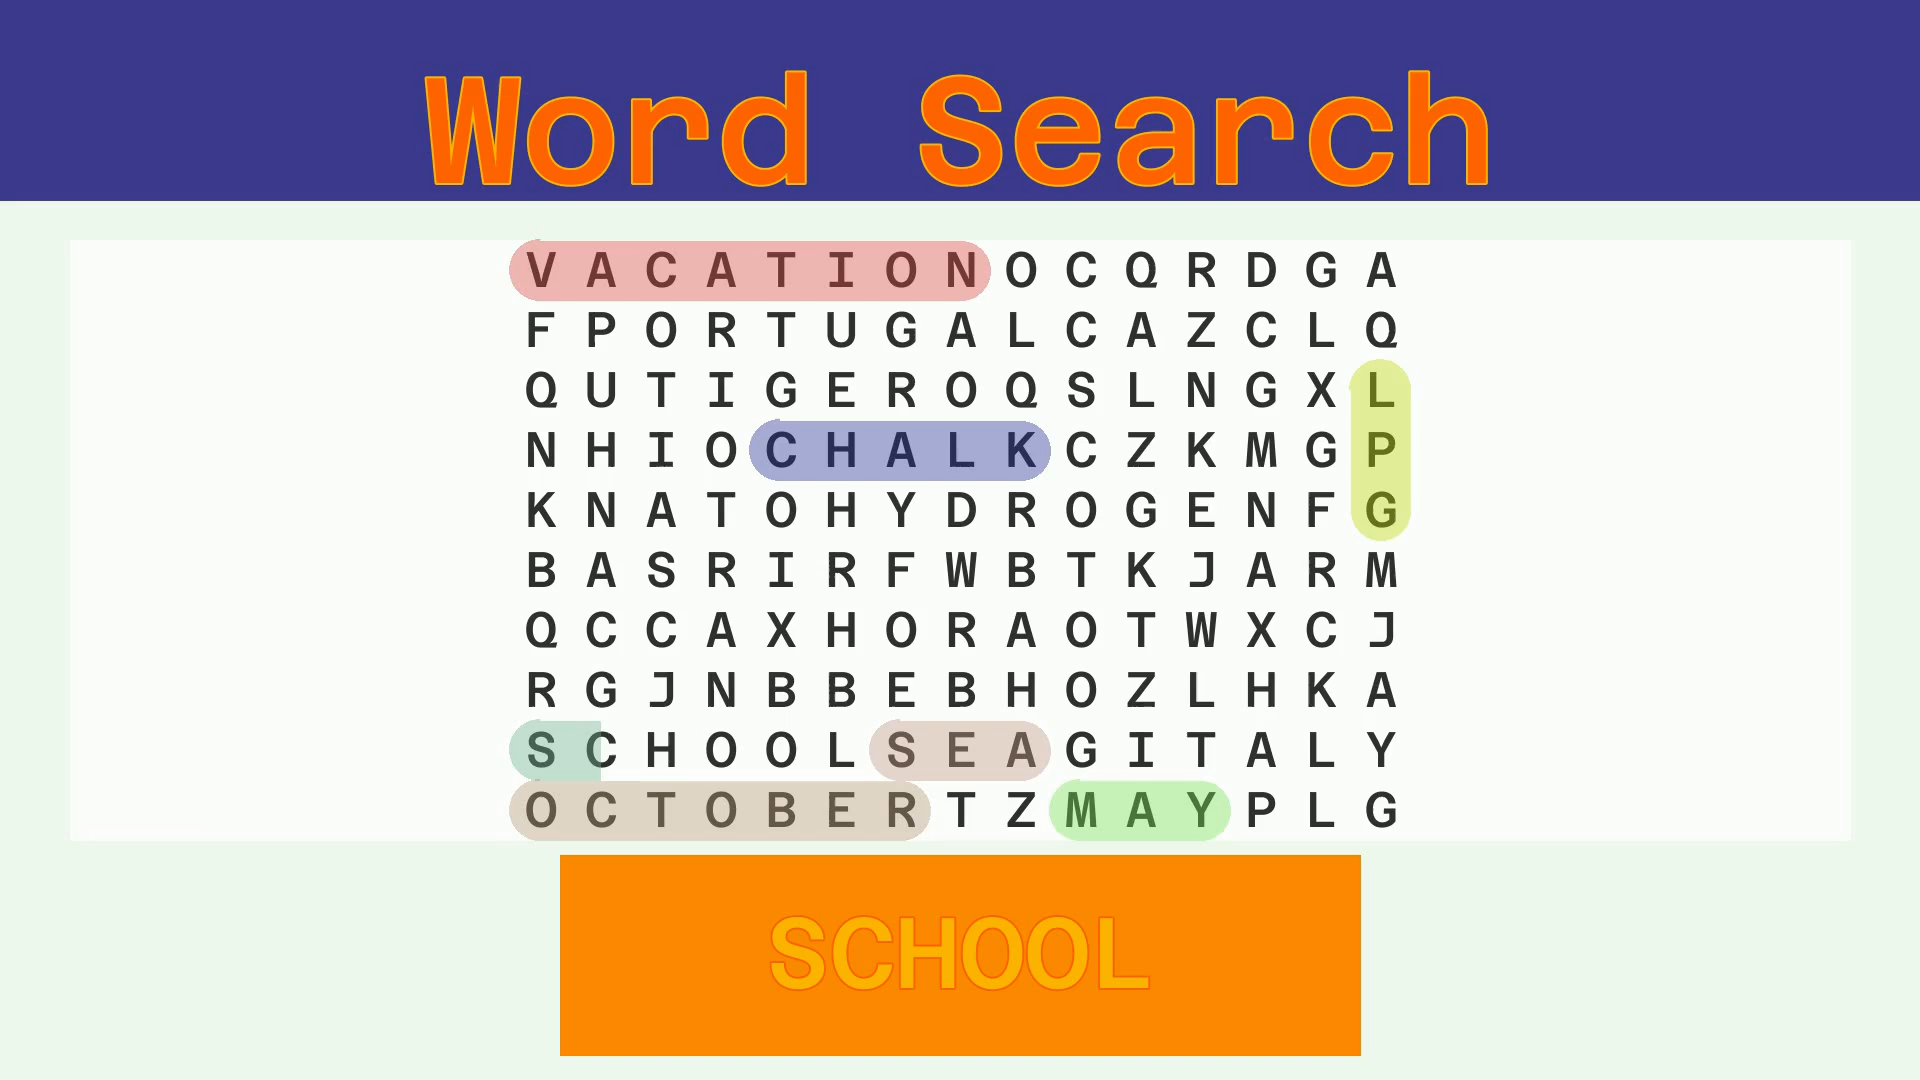 Word Search
V A C A T I O N O C Q R D G A
F P O R T U G A L C A Z C L Q
Q U T I G E R O Q S L N G X L
N H I O C H A L K C Z K M G P
K N A T O H Y D R O G E N F G
B A S R I R F W B T K J A R M
Q C C A X H O R A O T W X C J
R G J N B B E B H O Z L H K A
S C H O O L S E A G I T A L Y
O C T O B E R T Z M A Y P L G
SCHOOL